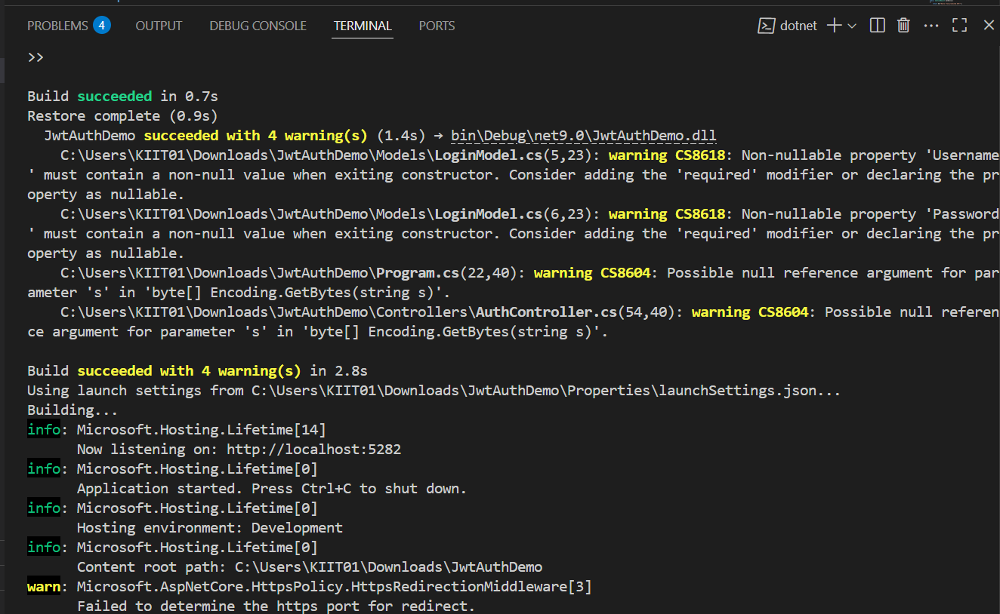 PROBLEMS 4 OUTPUT DEBUG CONSOLE TERMINAL PORTS dotnet
>>
Build succeeded in 0.7s
Restore complete (0.9s)
JwtAuthDemo succeeded with 4 warning(s) (1.4s) → bin\Debug\net9.0\JwtAuthDemo.dll
C:\Users\KIIT01\Downloads\JwtAuthDemo\Models\LoginModel.cs(5,23): warning CS8618: Non-nullable property 'Username
' must contain a non-null value when exiting constructor. Consider adding the 'required' modifier or declaring the pr
operty as nullable.
C:\Users\KIIT01\Downloads\JwtAuthDemo\Models\LoginModel.cs(6,23): warning CS8618: Non-nullable property 'Password
' must contain a non-null value when exiting constructor. Consider adding the 'required' modifier or declaring the pr
operty as nullable.
C:\Users\KIIT01\Downloads\JwtAuthDemo\Program.cs(22,40): warning CS8604: Possible null reference argument for par
ameter 's' in 'byte[] Encoding.GetBytes(string s)'.
C:\Users\KIIT01\Downloads\JwtAuthDemo\Controllers\AuthController.cs(54,40): warning CS8604: Possible null referen
ce argument for parameter 's' in 'byte[] Encoding.GetBytes(string s)'.
Build succeeded with 4 warning(s) in 2.8s
Using launch settings from C:\Users\KIIT01\Downloads\JwtAuthDemo\Properties\launchSettings.json...
Building...
info: Microsoft.Hosting.Lifetime[14]
Now listening on: http://localhost:5282
info: Microsoft.Hosting.Lifetime[0]
Application started. Press Ctrl+C to shut down.
info: Microsoft.Hosting.Lifetime[0]
Hosting environment: Development
info: Microsoft.Hosting.Lifetime[0]
Content root path: C:\Users\KIIT01\Downloads\JwtAuthDemo
warn: Microsoft.AspNetCore.HttpsPolicy.HttpsRedirectionMiddleware[3]
Failed to determine the https port for redirect.